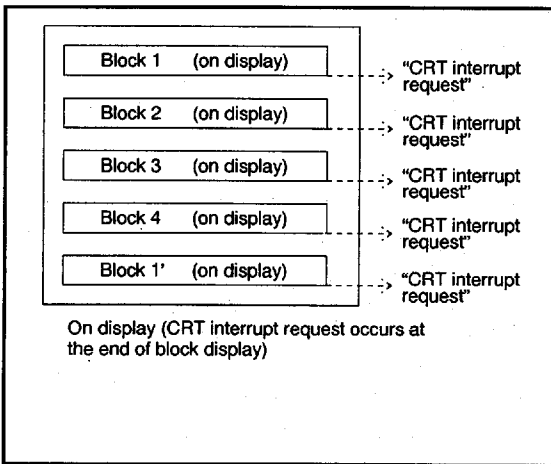 Block 1 (on display)
"CRT interrupt
request"
Block 2 (on display)
"CRT interrupt
request"
Block 3 (on display)
"CRT interrupt
request"
Block 4 (on display)
"CRT interrupt
request"
Block 1' (on display)
"CRT interrupt
request"
On display (CRT interrupt request occurs at
the end of block display)